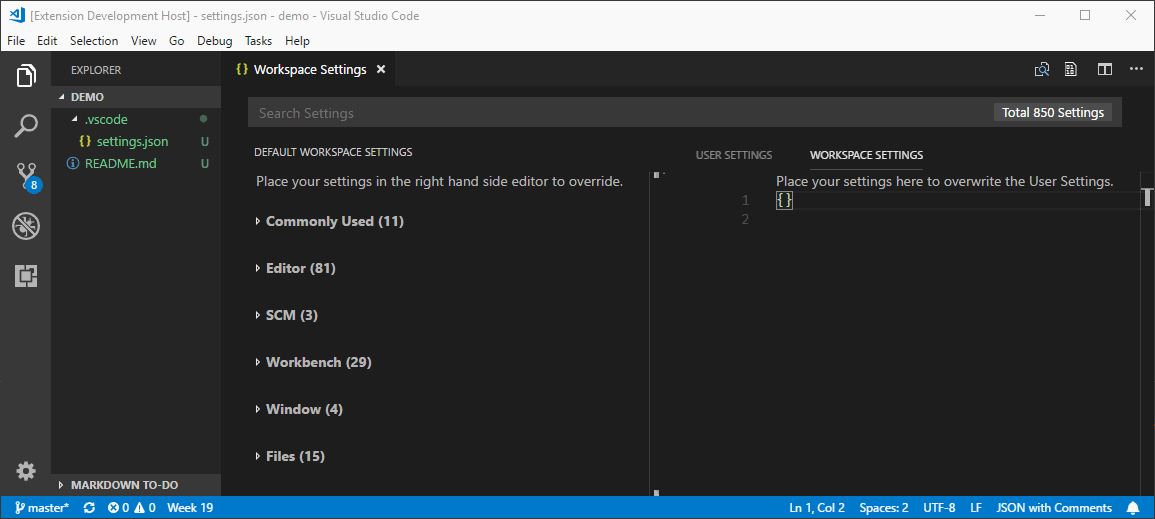 [Extension Development Host] - settings.json - demo - Visual Studio Code
File Edit Selection View Go Debug Tasks Help
EXPLORER
DEMO
.vscode
{ } settings.json U
README.md U
MARKDOWN TO-DO
8
{ } Workspace Settings
Search Settings
Total 850 Settings
DEFAULT WORKSPACE SETTINGS
Place your settings in the right hand side editor to override.
Commonly Used (11)
Editor (81)
SCM (3)
Workbench (29)
Window (4)
Files (15)
USER SETTINGS WORKSPACE SETTINGS
Place your settings here to overwrite the User Settings.
1 {}
2
master* 0 0 Week 19 Ln 1, Col 2 Spaces: 2 UTF-8 LF JSON with Comments